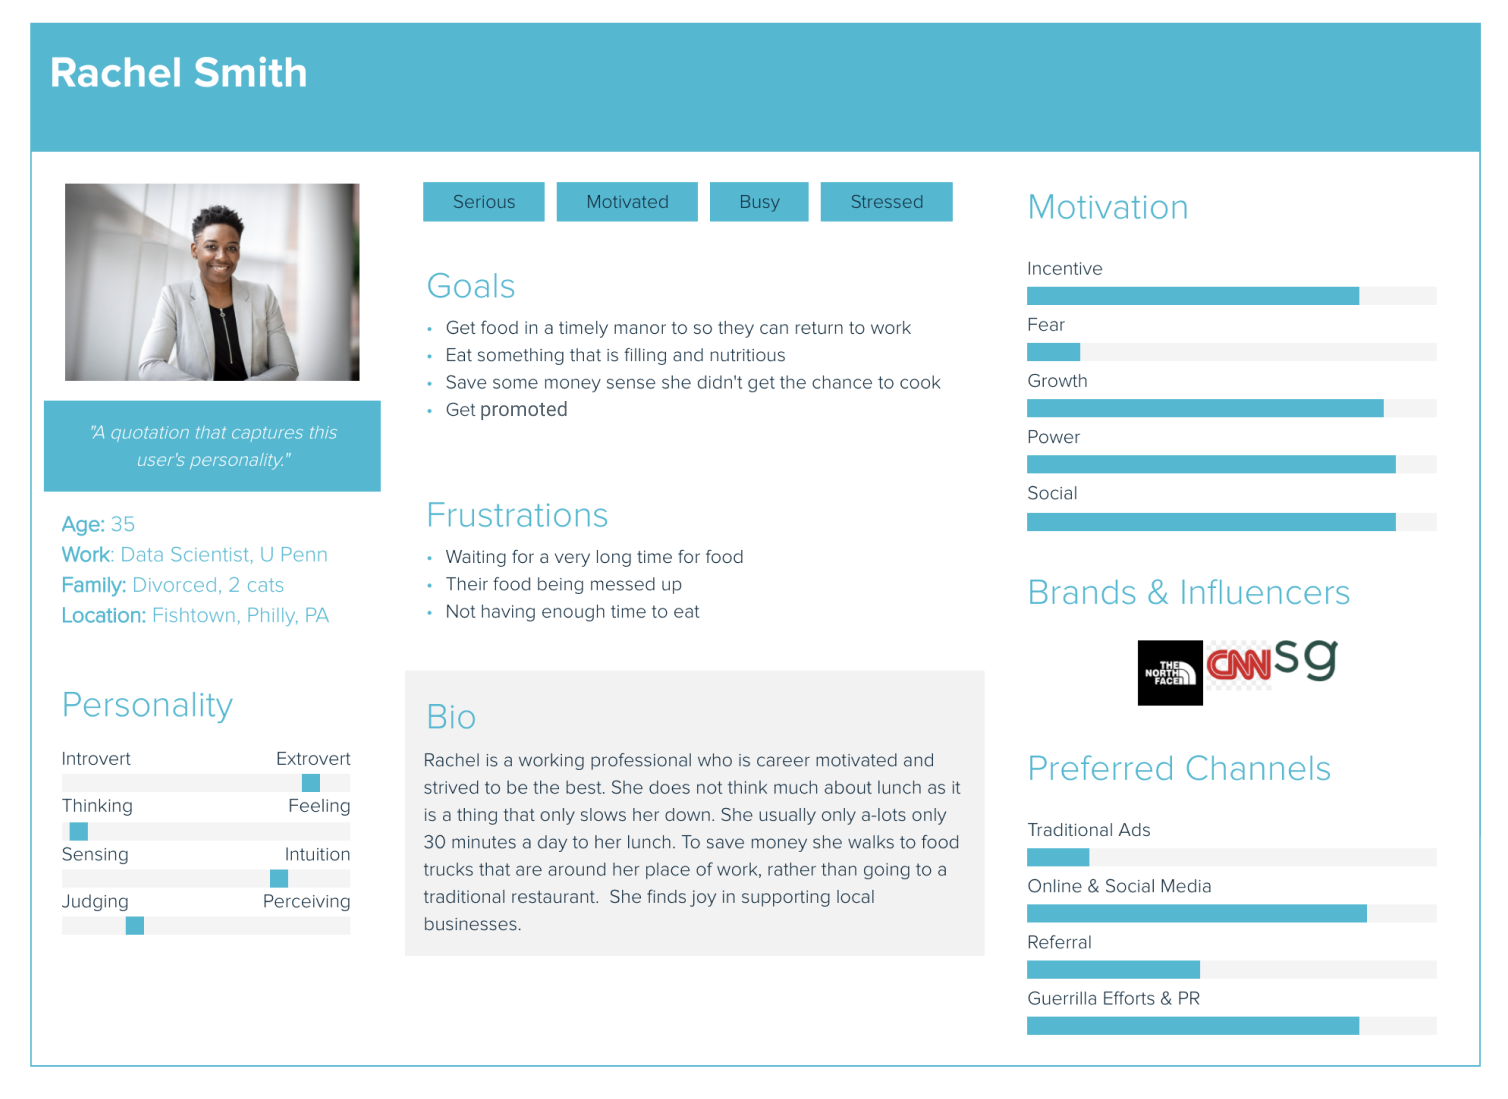 Rachel Smith
"A quotation that captures this
user's personality."
Age: 35
Work: Data Scientist, U Penn
Family: Divorced, 2 cats
Location: Fishtown, Philly, PA
Personality
Introvert Extrovert
Thinking Feeling
Sensing Intuition
Judging Perceiving
Serious Motivated Busy Stressed
Goals
• Get food in a timely manor to so they can return to work
• Eat something that is filling and nutritious
• Save some money sense she didn't get the chance to cook
• Get promoted
Frustrations
• Waiting for a very long time for food
• Their food being messed up
• Not having enough time to eat
Bio
Rachel is a working professional who is career motivated and
strived to be the best. She does not think much about lunch as it
is a thing that only slows her down. She usually only a-lots only
30 minutes a day to her lunch. To save money she walks to food
trucks that are around her place of work, rather than going to a
traditional restaurant.  She finds joy in supporting local
businesses.
Motivation
Incentive
Fear
Growth
Power
Social
Brands & Influencers
THE
NORTH
FACE
CNN
sg
Preferred Channels
Traditional Ads
Online & Social Media
Referral
Guerrilla Efforts & PR